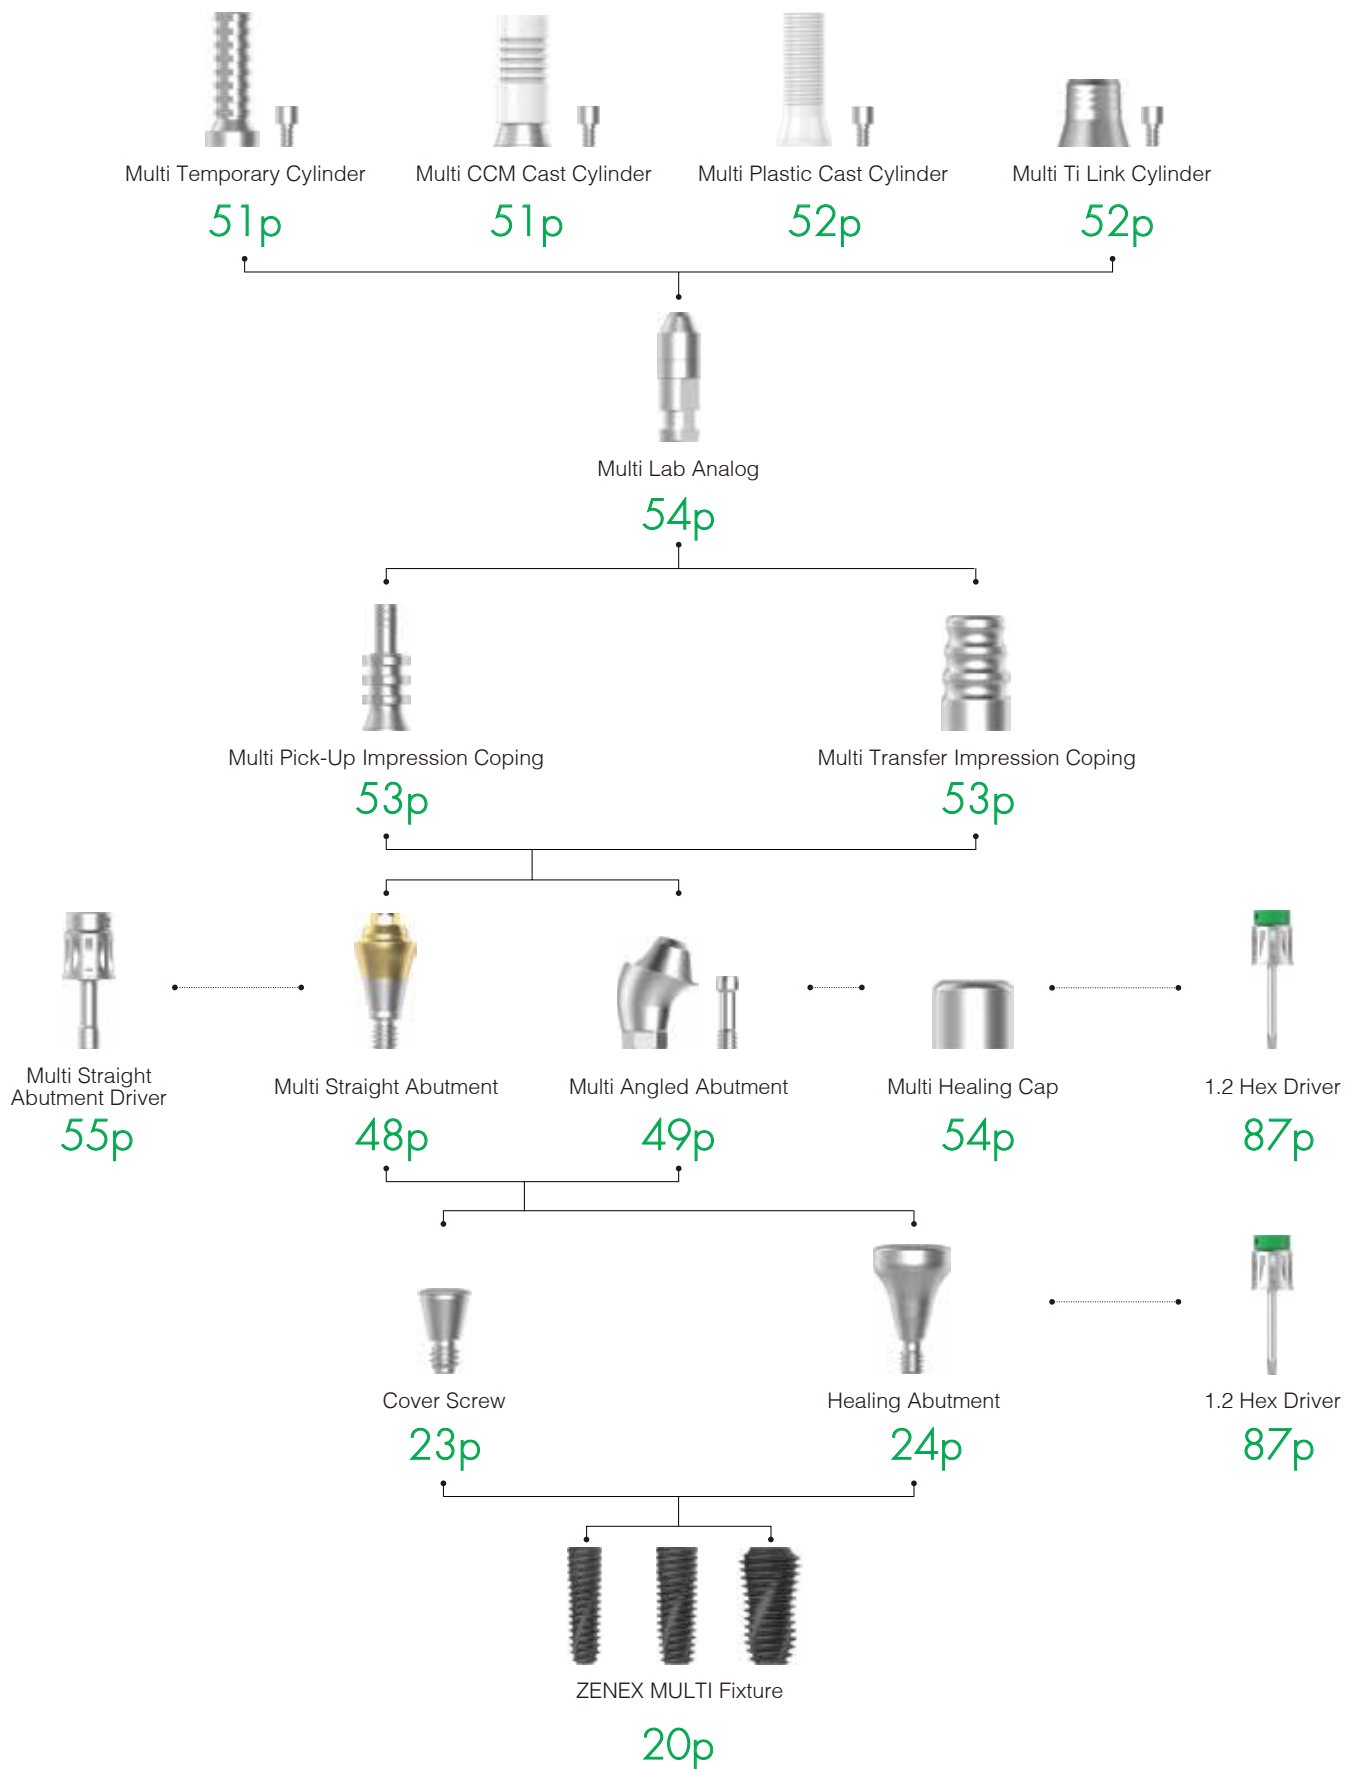 Multi Temporary Cylinder
Multi CCM Cast Cylinder
Multi Plastic Cast Cylinder
Multi Ti Link Cylinder
51p
51p
52p
52p
Multi Lab Analog
54p
Multi Pick-Up Impression Coping
Multi Transfer Impression Coping
53p
53p
Multi Straight
Abutment Driver
Multi Straight Abutment
Multi Angled Abutment
Multi Healing Cap
1.2 Hex Driver
55p
48p
49p
54p
87p
Cover Screw
Healing Abutment
1.2 Hex Driver
23p
24p
87p
ZENEX MULTI Fixture
20p